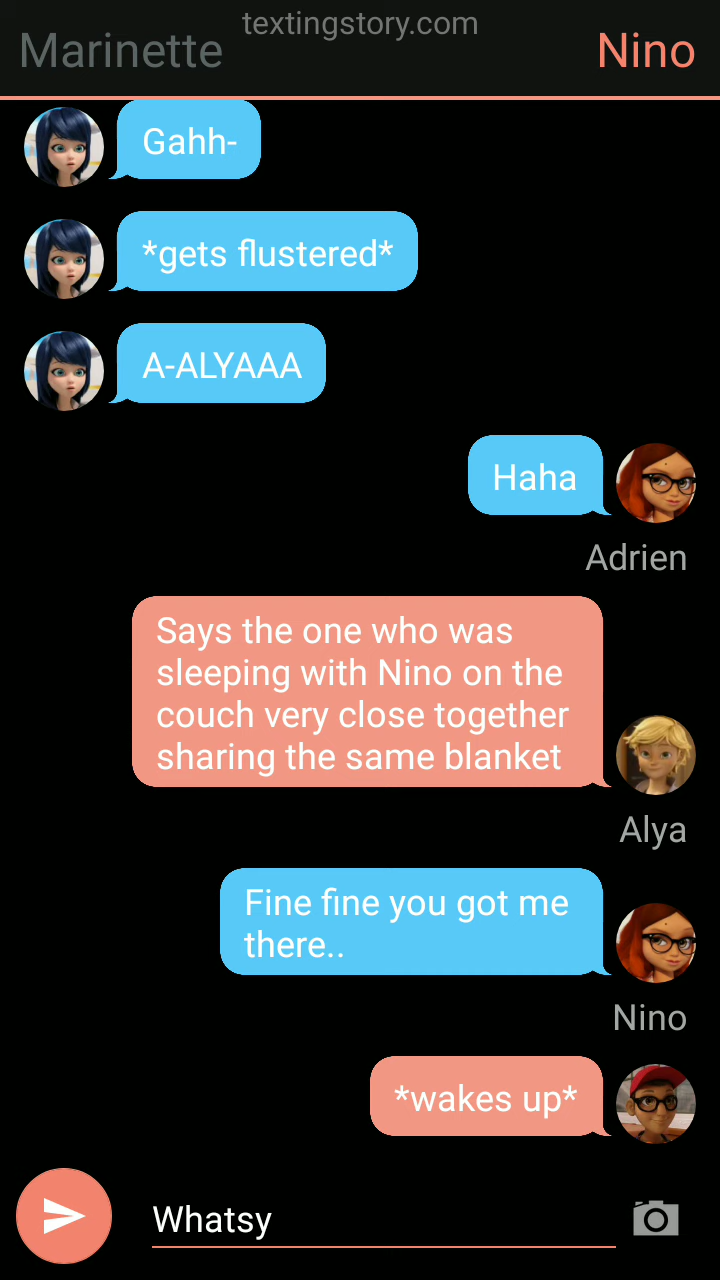 textingstory.com
Marinette
Nino
Gahh-
*gets flustered*
A-ALYAAA
Haha
Adrien
Says the one who was
sleeping with Nino on the
couch very close together
sharing the same blanket
Alya
Fine fine you got me
there..
Nino
*wakes up*
Whatsy